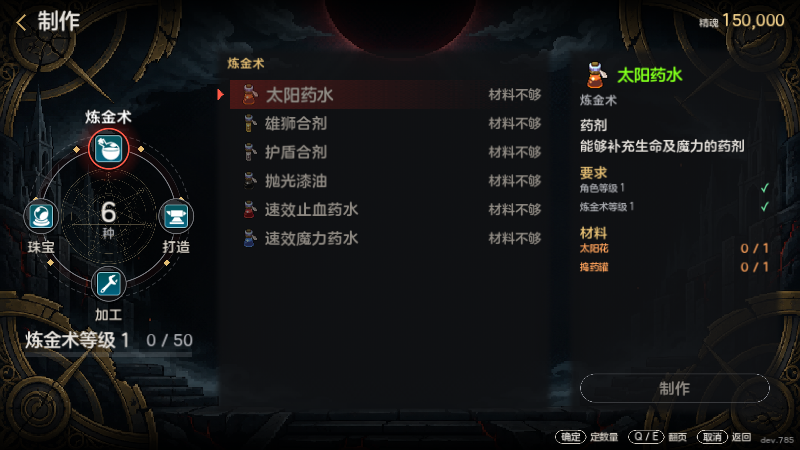 制作
精魂 150,000
炼金术
太阳药水 材料不够
雄狮合剂 材料不够
护盾合剂 材料不够
抛光漆油 材料不够
速效止血药水 材料不够
速效魔力药水 材料不够
炼金术
6
种
珠宝
打造
加工
炼金术等级 1 0 / 50
太阳药水
炼金术
药剂
能够补充生命及魔力的药剂
要求
角色等级 1 ✓
炼金术等级 1 ✓
材料
太阳花 0 / 1
捣药罐 0 / 1
制作
确定 定数量 Q / E 翻页 取消 返回
dev.785